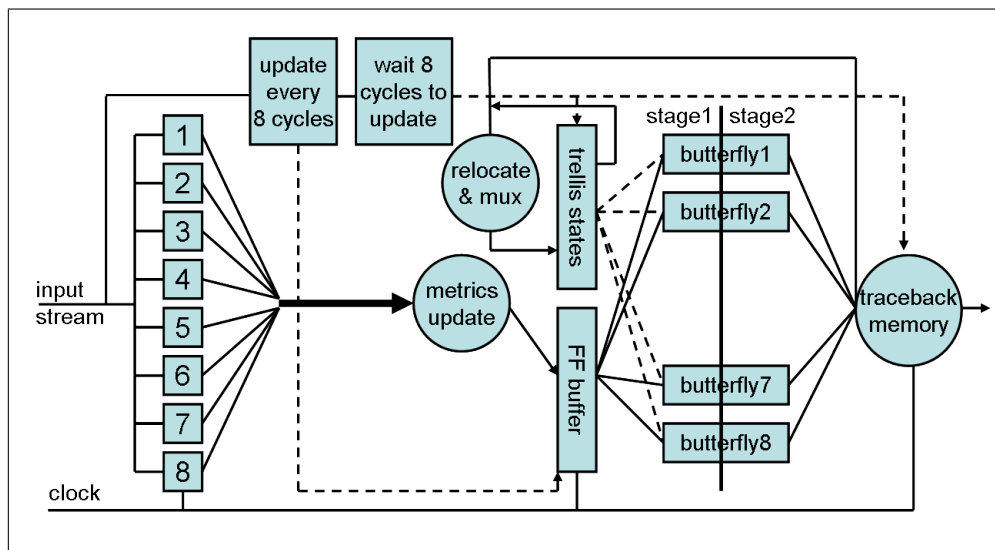 update
every
8 cycles
wait 8
cycles to
update
stage1
stage2
1
2
3
4
5
6
7
8
relocate
& mux
trellis states
butterfly1
butterfly2
input
stream
metrics
update
FF buffer
butterfly7
butterfly8
traceback
memory
clock